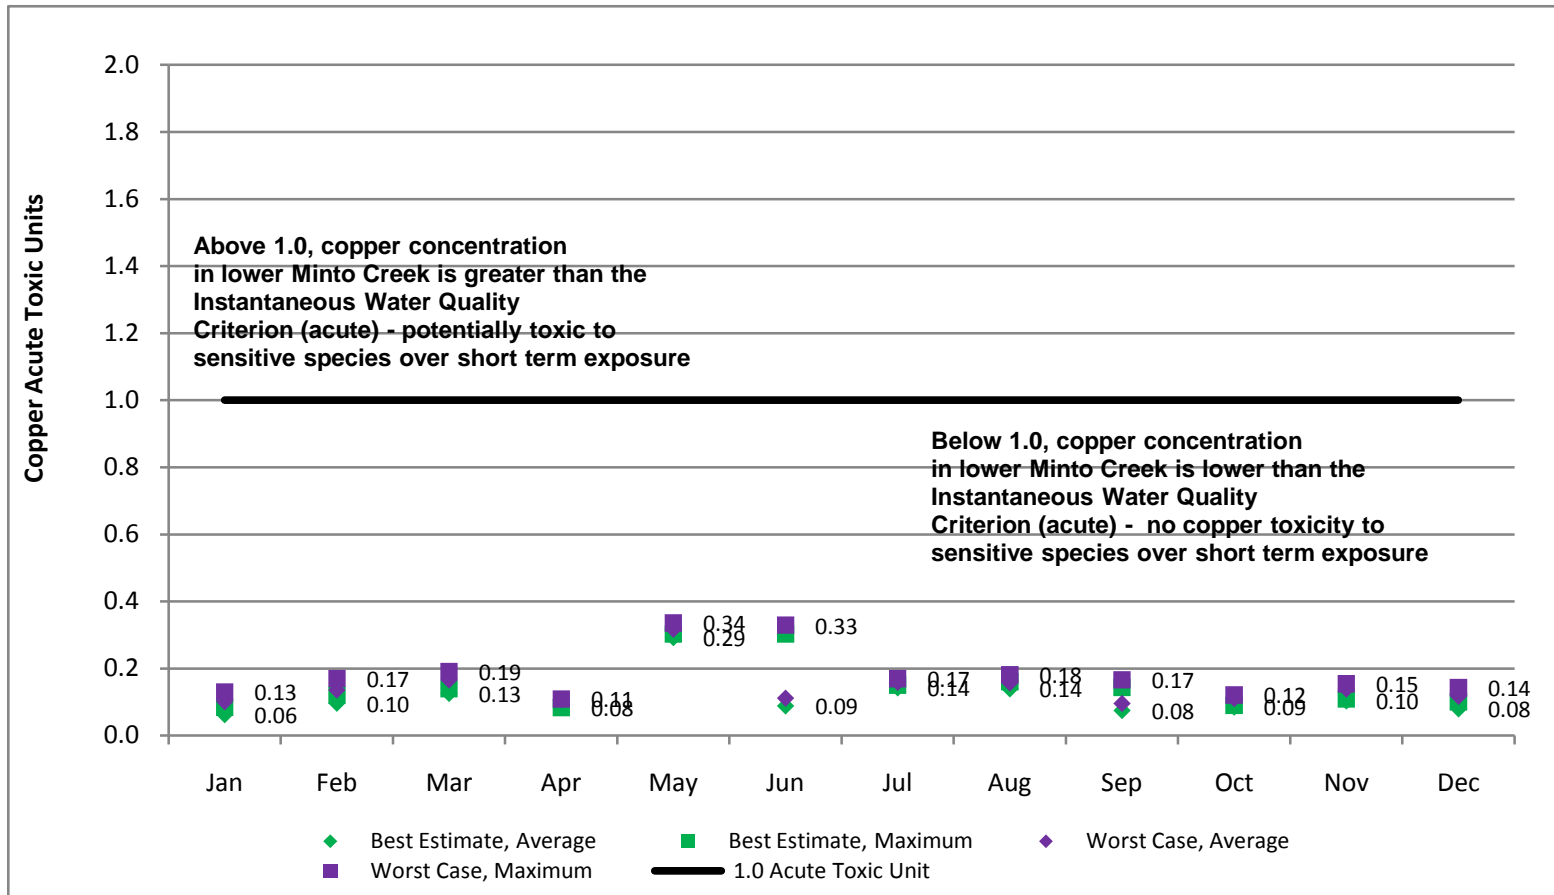 2.0
1.8
1.6
1.4
1.2
1.0
0.8
0.6
0.4
0.2
0.0
Copper Acute Toxic Units
Above 1.0, copper concentration
in lower Minto Creek is greater than the
Instantaneous Water Quality
Criterion (acute) - potentially toxic to
sensitive species over short term exposure
Below 1.0, copper concentration
in lower Minto Creek is lower than the
Instantaneous Water Quality
Criterion (acute) - no copper toxicity to
sensitive species over short term exposure
0.13
0.06
0.17
0.10
0.19
0.13
0.11
0.08
0.34
0.29
0.33
0.09
0.17
0.14
0.18
0.14
0.17
0.08
0.12
0.09
0.15
0.10
0.14
0.08
Jan Feb Mar Apr May Jun Jul Aug Sep Oct Nov Dec
Best Estimate, Average Best Estimate, Maximum Worst Case, Average
Worst Case, Maximum 1.0 Acute Toxic Unit